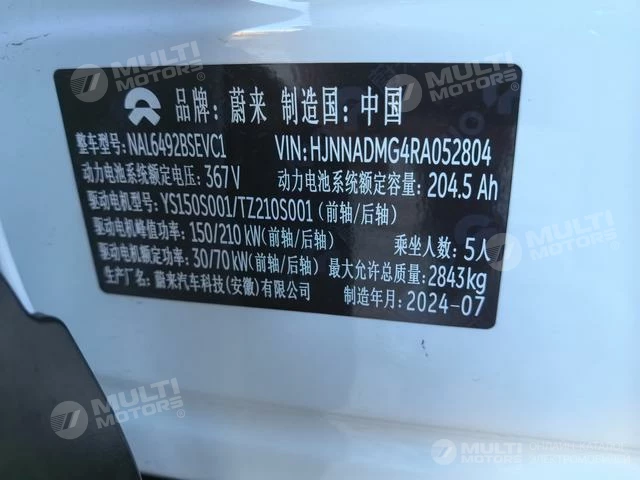 MULTI MOTORS
MULTI MOTORS
MULTI MOTORS
品牌: 蔚来 制造国: 中国
整车型号: NAL6492BSEVC1 VIN: HJNNADMG4RA052804
动力电池系统额定电压: 367V 动力电池系统额定容量: 204.5 Ah
驱动电机型号: YS150S001/TZ210S001 (前轴/后轴)
驱动电机峰值功率: 150/210 kW(前轴/后轴) 乘坐人数: 5人
驱动电机额定功率: 30/70 kW(前轴/后轴) 最大允许总质量: 2843kg
生产厂名: 蔚来汽车科技(安徽)有限公司 制造年月: 2024-07
MULTI MOTORS
MULTI MOTORS
MULTI MOTORS